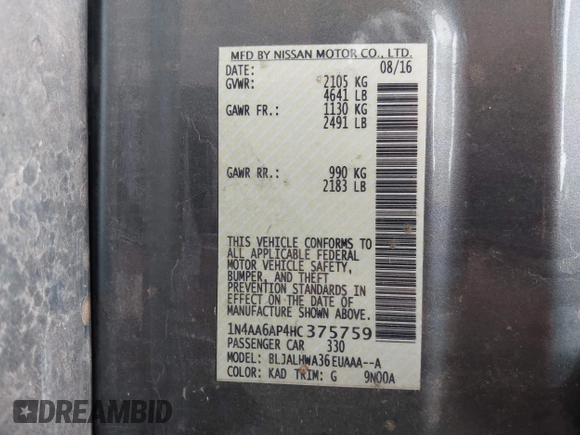 MFD BY NISSAN MOTOR CO., LTD.
DATE: 08/16
GVWR: 2105 KG
4641 LB
GAWR FR.: 1130 KG
2491 LB
GAWR RR.: 990 KG
2183 LB
THIS VEHICLE CONFORMS TO
ALL APPLICABLE FEDERAL
MOTOR VEHICLE SAFETY,
BUMPER, AND THEFT
PREVENTION STANDARDS IN
EFFECT ON THE DATE OF
MANUFACTURE SHOWN ABOVE.
1N4AA6AP4HC375759
PASSENGER CAR 330
MODEL: BLJALHWA36EUAAA--A
COLOR: KAD TRIM: G 9N00A
AUTOBIDCAR